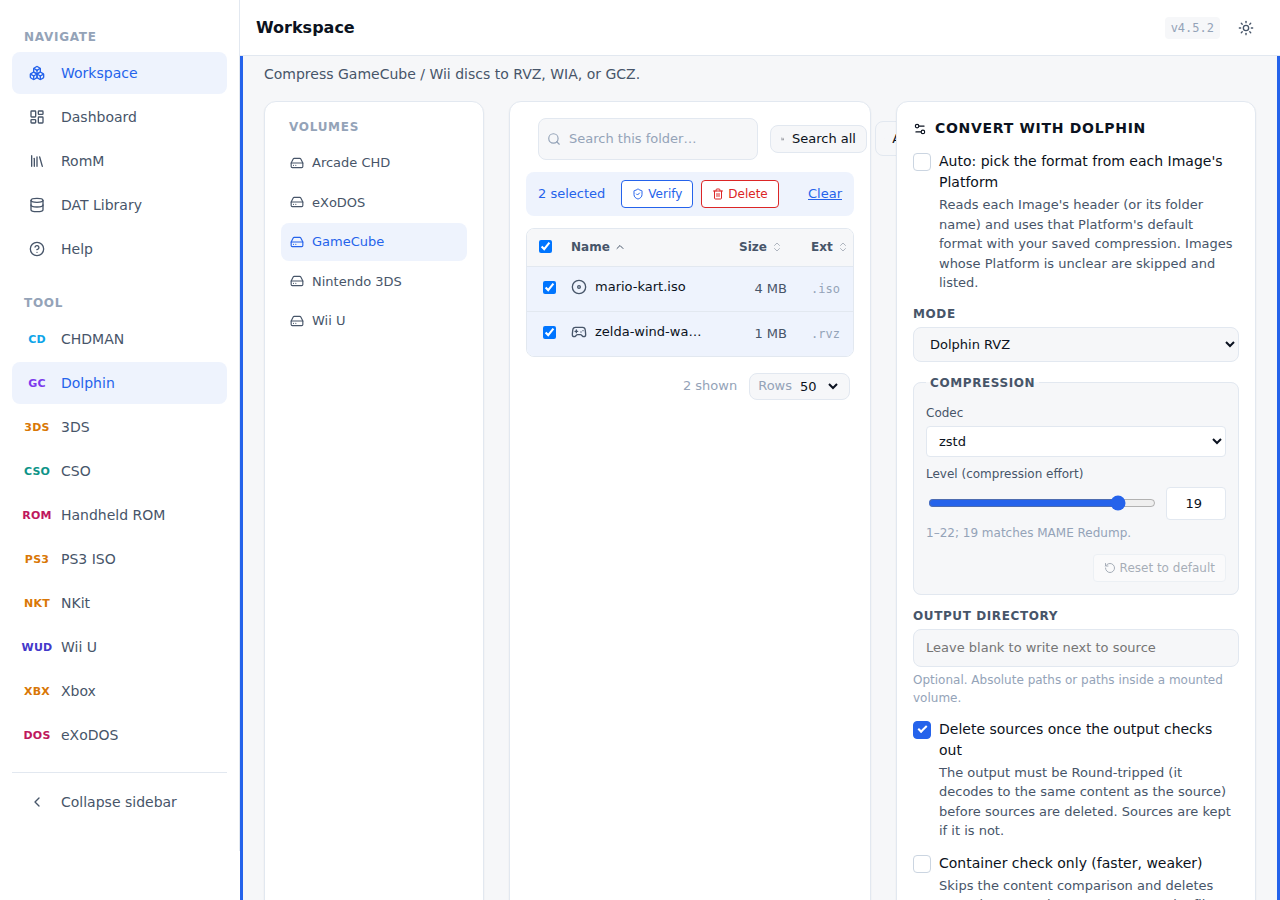 NAVIGATE
Workspace
Dashboard
RomM
DAT Library
Help
TOOL
CD CHDMAN
GC Dolphin
3DS 3DS
CSO CSO
ROM Handheld ROM
PS3 PS3 ISO
NKT NKit
WUD Wii U
XBX Xbox
DOS eXoDOS
Collapse sidebar
Workspace
v4.5.2
Compress GameCube / Wii discs to RVZ, WIA, or GCZ.
VOLUMES
Arcade CHD
eXoDOS
GameCube
Nintendo 3DS
Wii U
Search this folder…
Search all
2 selected
Verify
Delete
Clear
Name
Size
Ext
mario-kart.iso 4 MB .iso
zelda-wind-wa… 1 MB .rvz
2 shown
Rows 50
CONVERT WITH DOLPHIN
Auto: pick the format from each Image's
Platform
Reads each Image's header (or its folder
name) and uses that Platform's default
format with your saved compression. Images
whose Platform is unclear are skipped and
listed.
MODE
Dolphin RVZ
COMPRESSION
Codec
zstd
Level (compression effort)
19
1–22; 19 matches MAME Redump.
Reset to default
OUTPUT DIRECTORY
Leave blank to write next to source
Optional. Absolute paths or paths inside a mounted
volume.
Delete sources once the output checks
out
The output must be Round-tripped (it
decodes to the same content as the source)
before sources are deleted. Sources are kept
if it is not.
Container check only (faster, weaker)
Skips the content comparison and deletes